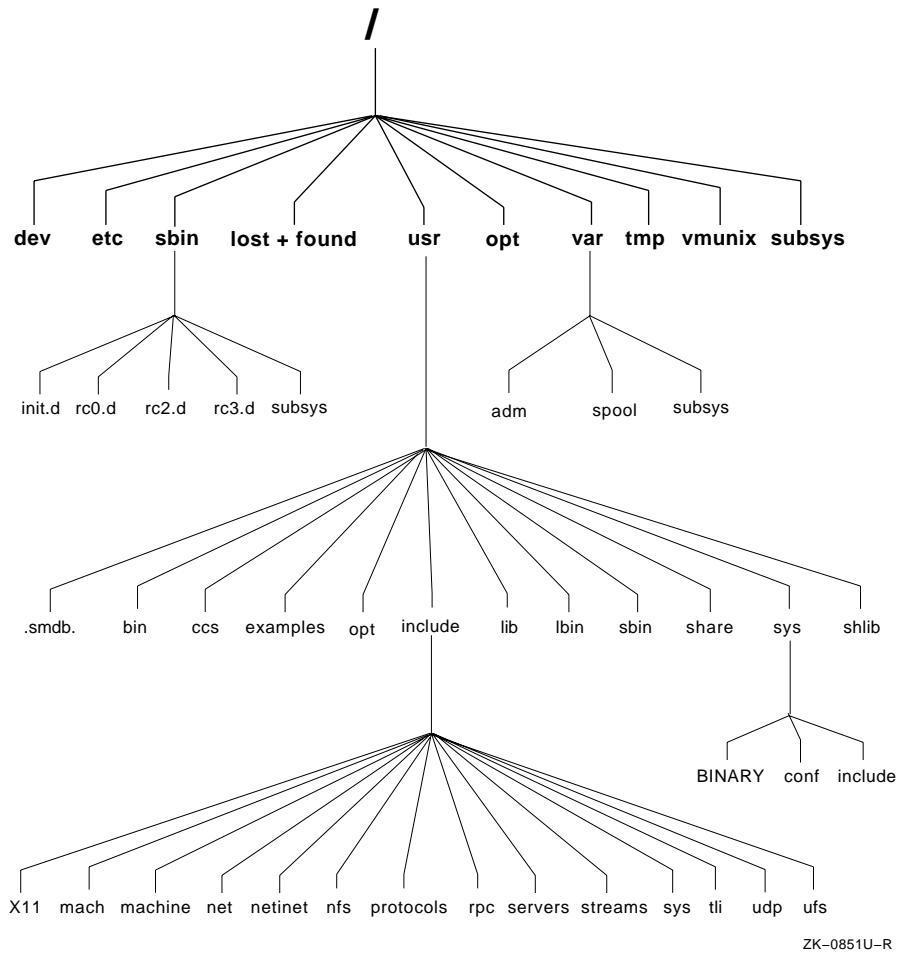 /
dev etc sbin lost + found usr opt var tmp vmunix subsys
init.d rc0.d rc2.d rc3.d subsys adm spool subsys
.smdb. bin ccs examples opt include lib lbin sbin share sys shlib
BINARY conf include
X11 mach machine net netinet nfs protocols rpc servers streams sys tli udp ufs
ZK–0851U–R